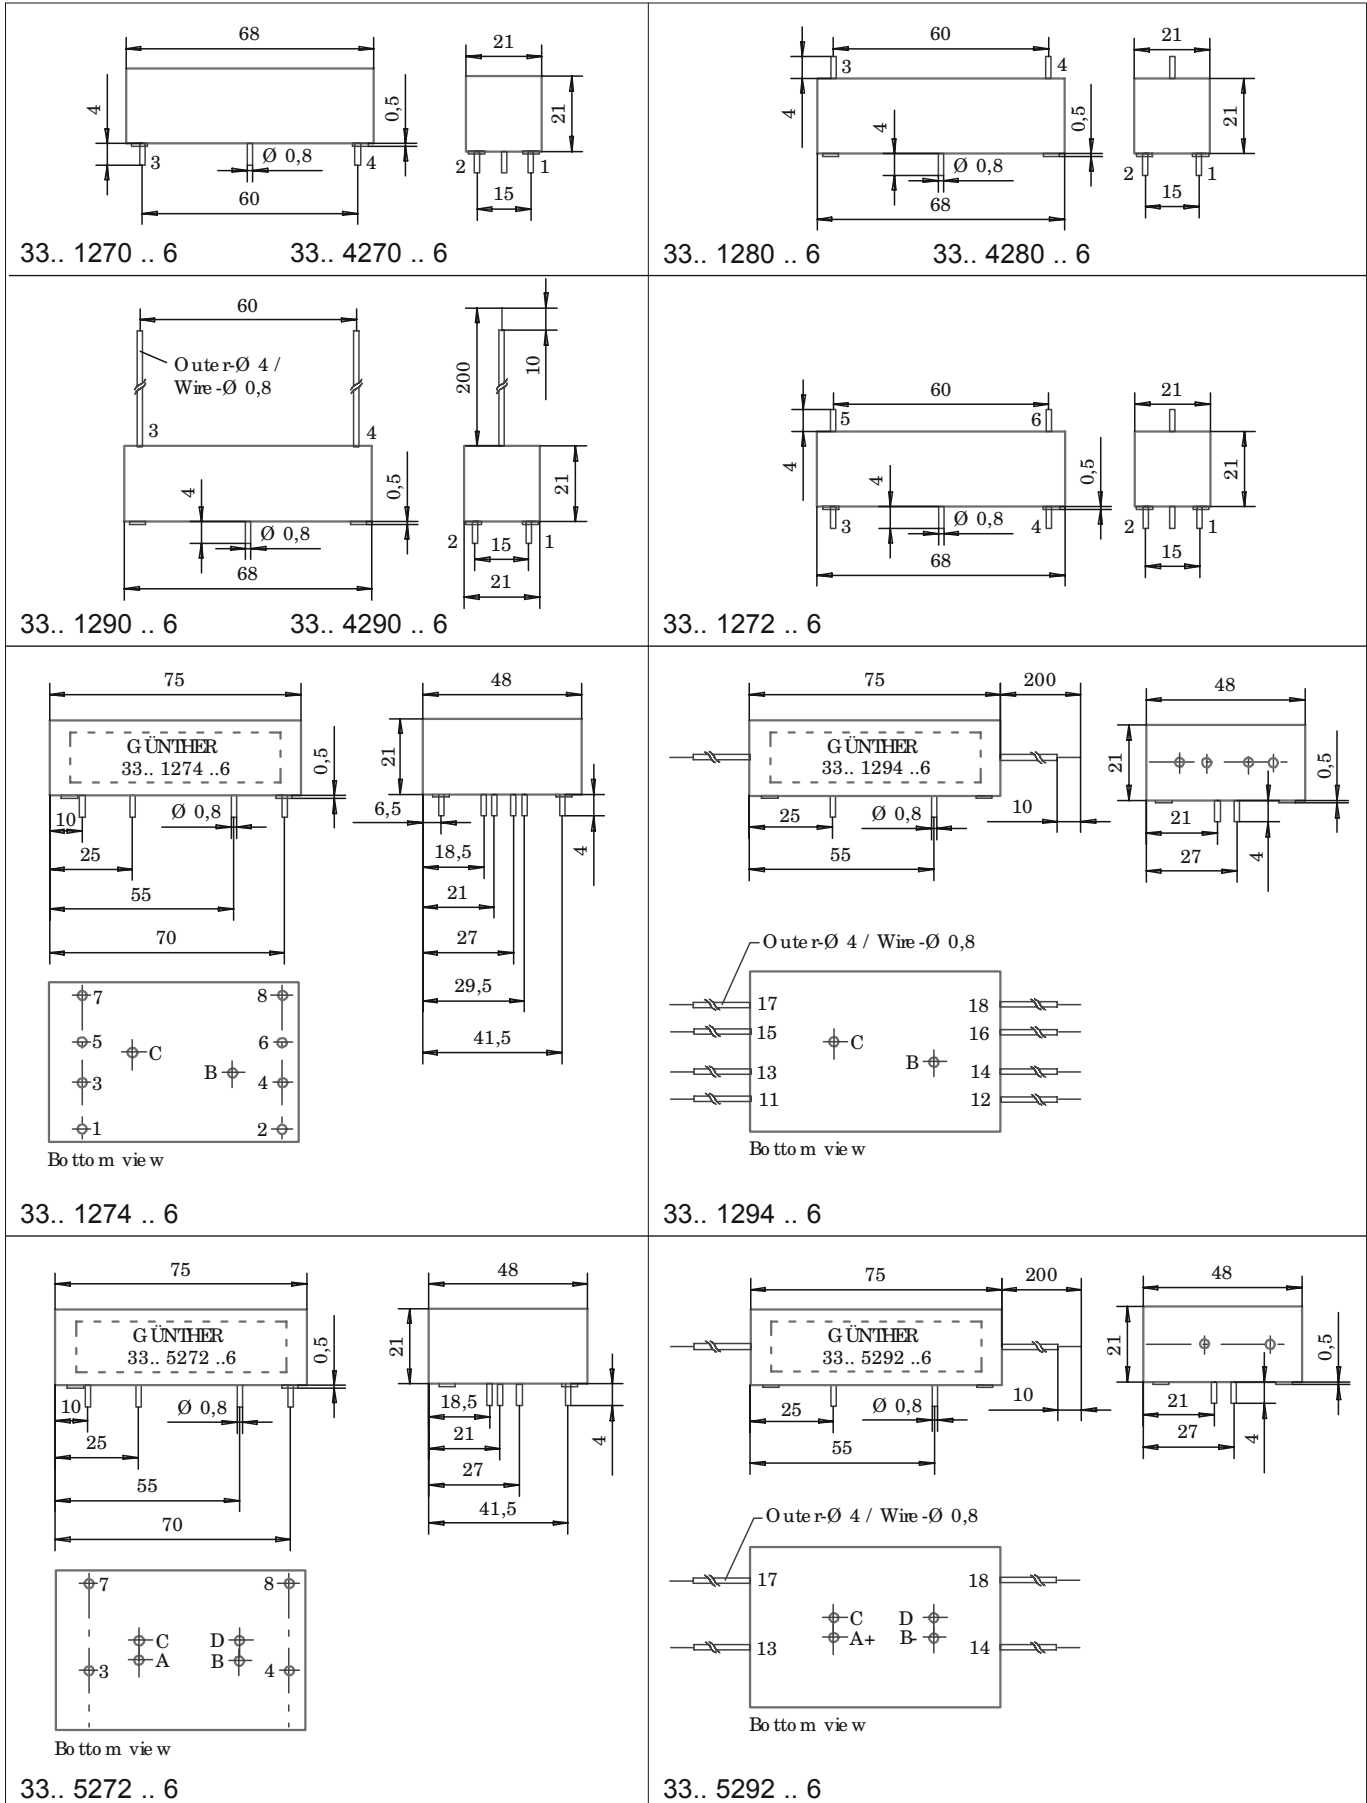 68
21
4
0,5
21
3
Ø 0,8
4
2
1
60
15
33.. 1270 .. 6
33.. 4270 .. 6
60
21
3
4
4
4
0,5
21
Ø 0,8
2
1
15
68
33.. 1280 .. 6
33.. 4280 .. 6
60
Outer-Ø 4 /
Wire-Ø 0,8
200
10
3
4
4
0,5
21
Ø 0,8
2
15
1
68
21
33.. 1290 .. 6
33.. 4290 .. 6
60
21
5
6
4
4
0,5
21
3
Ø 0,8
4
2
1
15
68
33.. 1272 .. 6
75
48
GÜNTHER
33.. 1274 ..6
0,5
21
10
Ø 0,8
6,5
4
25
18,5
55
21
70
27
29,5
41,5
7
8
5
6
C
B
3
4
1
2
Bottom view
33.. 1274 .. 6
75
200
48
GÜNTHER
33.. 1294 ..6
21
0,5
25
Ø 0,8
10
21
4
55
27
Outer-Ø 4 / Wire-Ø 0,8
17
18
15
16
C
B
13
14
11
12
Bottom view
33.. 1294 .. 6
75
48
GÜNTHER
33.. 5272 ..6
0,5
21
10
Ø 0,8
18,5
4
25
21
55
27
70
41,5
7
8
C
D
A
B
3
4
Bottom view
33.. 5272 .. 6
75
200
48
GÜNTHER
33.. 5292 ..6
21
0,5
25
Ø 0,8
10
21
4
55
27
Outer-Ø 4 / Wire-Ø 0,8
17
18
C
D
A+
B-
13
14
Bottom view
33.. 5292 .. 6